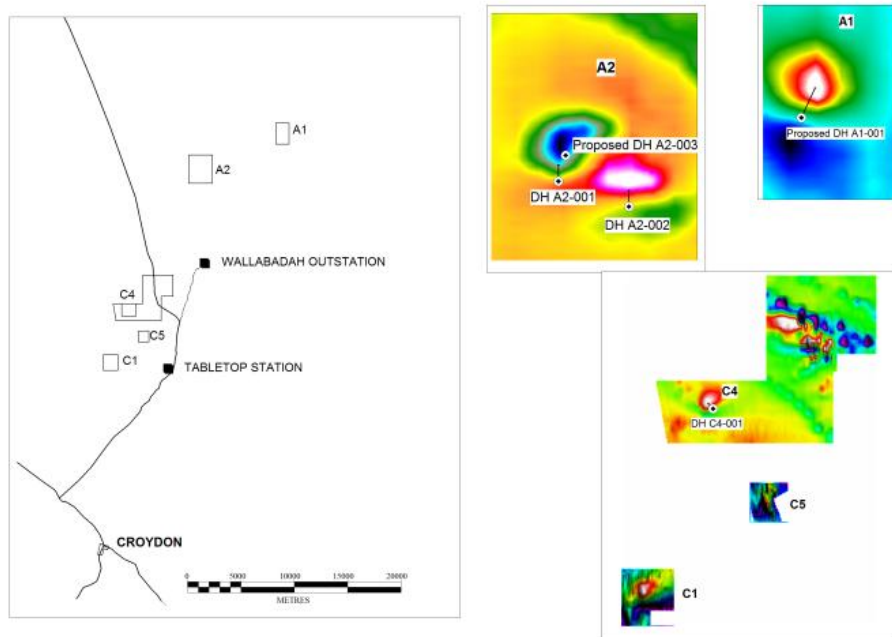 A1
A2
WALLABADAH OUTSTATION
C4
C5
C1
TABLETOP STATION
CROYDON
0 5000 10000 15000 20000
METRES
A2
Proposed DH A2-003
DH A2-001
DH A2-002
A1
Proposed DH A1-001
C4
DH C4-001
C5
C1